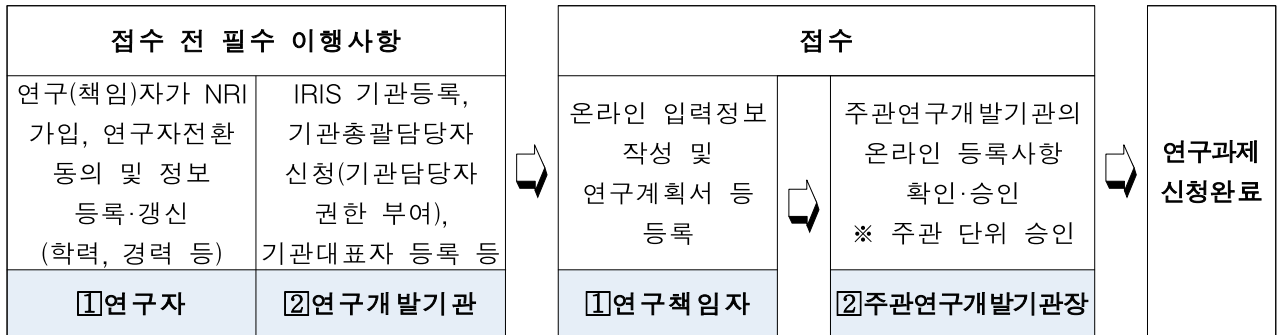 접수 전 필수 이행사항
연구(책임)자가 NRI
가입, 연구자전환
동의 및 정보
등록·갱신
(학력, 경력 등)
1연구자
IRIS 기관등록,
기관총괄담당자
신청(기관담당자
권한 부여),
기관대표자 등록 등
2연구개발기관
접수
온라인 입력정보
작성 및
연구계획서 등
등록
1연구책임자
주관연구개발기관의
온라인 등록사항
확인·승인
※ 주관 단위 승인
2주관연구개발기관장
연구과제
신청완료